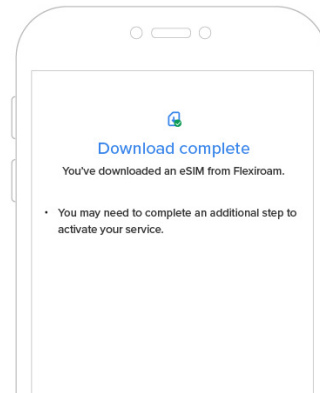 Download complete
You've downloaded an eSIM from Flexiroam.
• You may need to complete an additional step to
activate your service.